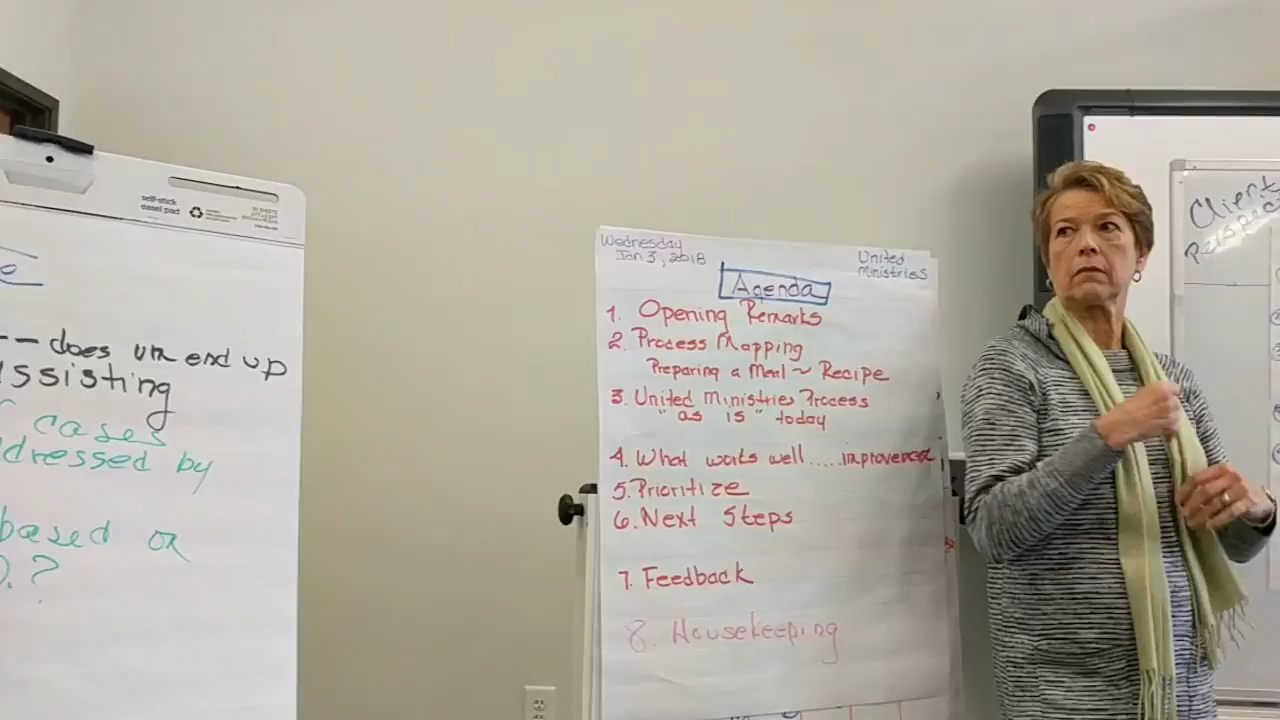 self-stick
easel pad
e
-- does um end up
ssisting
cases
dressed by
based or
?
Wednesday
Jan 3, 2018
United
Ministries
Agenda
1. Opening Remarks
2. Process Mapping
Preparing a Meal ~ Recipe
3. United Ministries Process
"as is" today
4. What works well.....improved
5. Prioritize
6. Next Steps
7. Feedback
8. Housekeeping
Client
Perspec